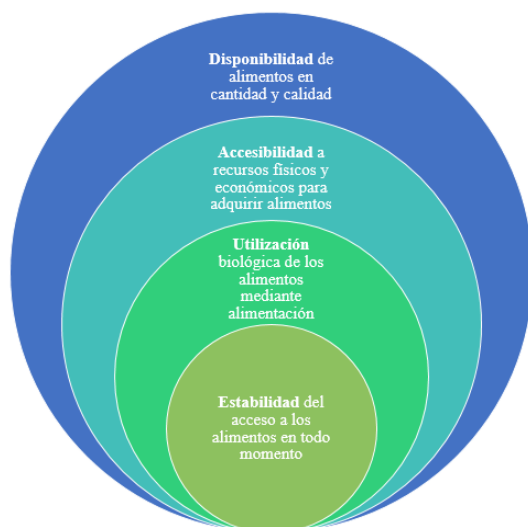 Disponibilidad de
alimentos en
cantidad y calidad
Accesibilidad a
recursos físicos y
económicos para
adquirir alimentos
Utilización
biológica de los
alimentos
mediante
alimentación
Estabilidad del
acceso a los
alimentos en todo
momento